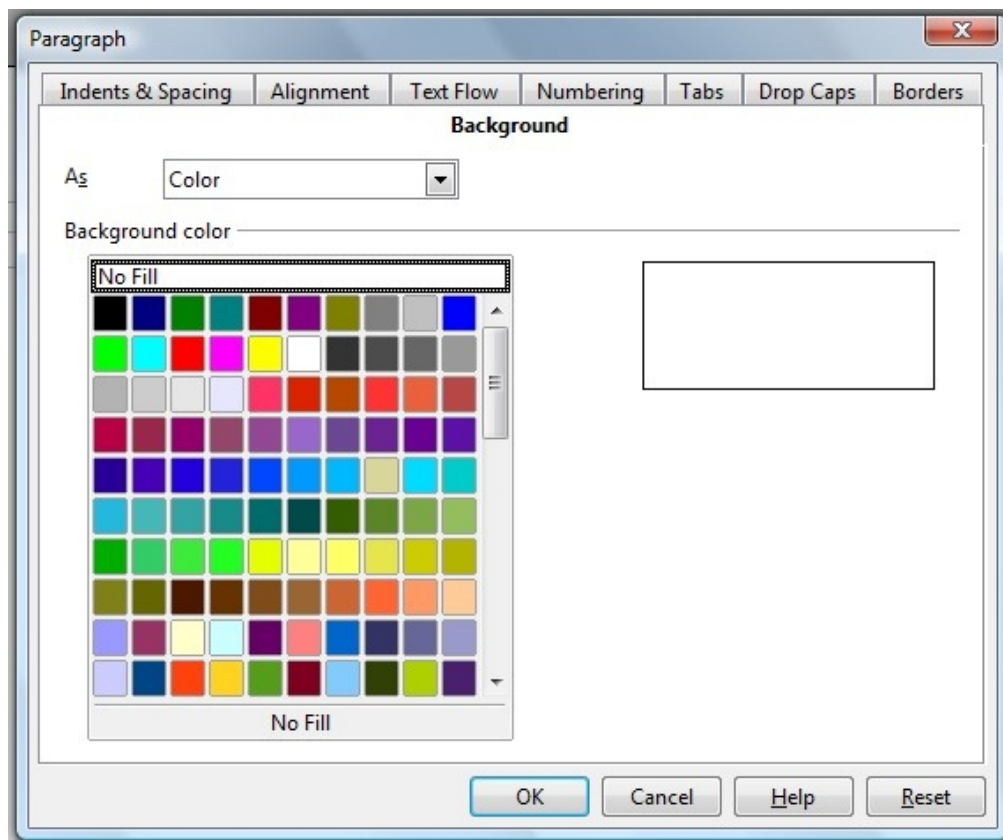 Paragraph
Indents & Spacing Alignment Text Flow Numbering Tabs Drop Caps Borders
Background
As Color
Background color
No Fill
No Fill
OK Cancel Help Reset